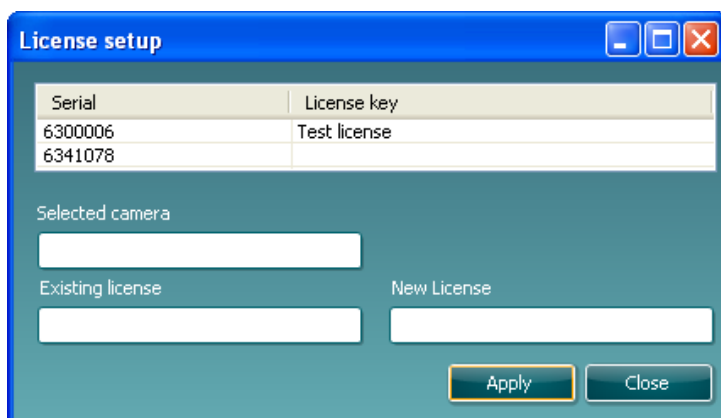 License setup
Serial License key
6300006 Test license
6341078
Selected camera
Existing license New License
Apply Close